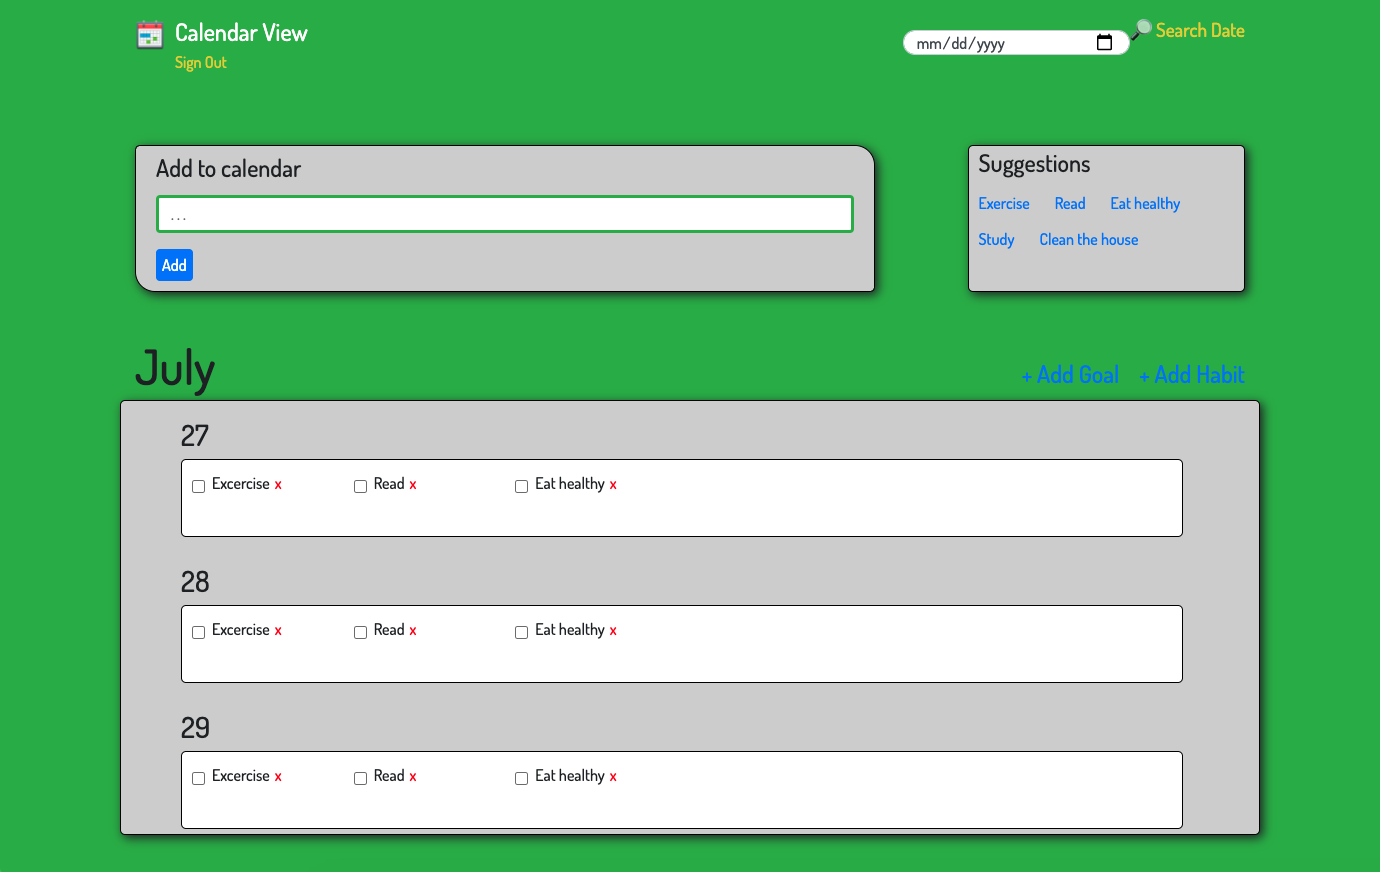 Calendar View
Sign Out
mm/dd/yyyy
Search Date
Add to calendar
...
Add
Suggestions
Exercise Read Eat healthy
Study Clean the house
July
+ Add Goal + Add Habit
27
Excercise x Read x Eat healthy x
28
Excercise x Read x Eat healthy x
29
Excercise x Read x Eat healthy x